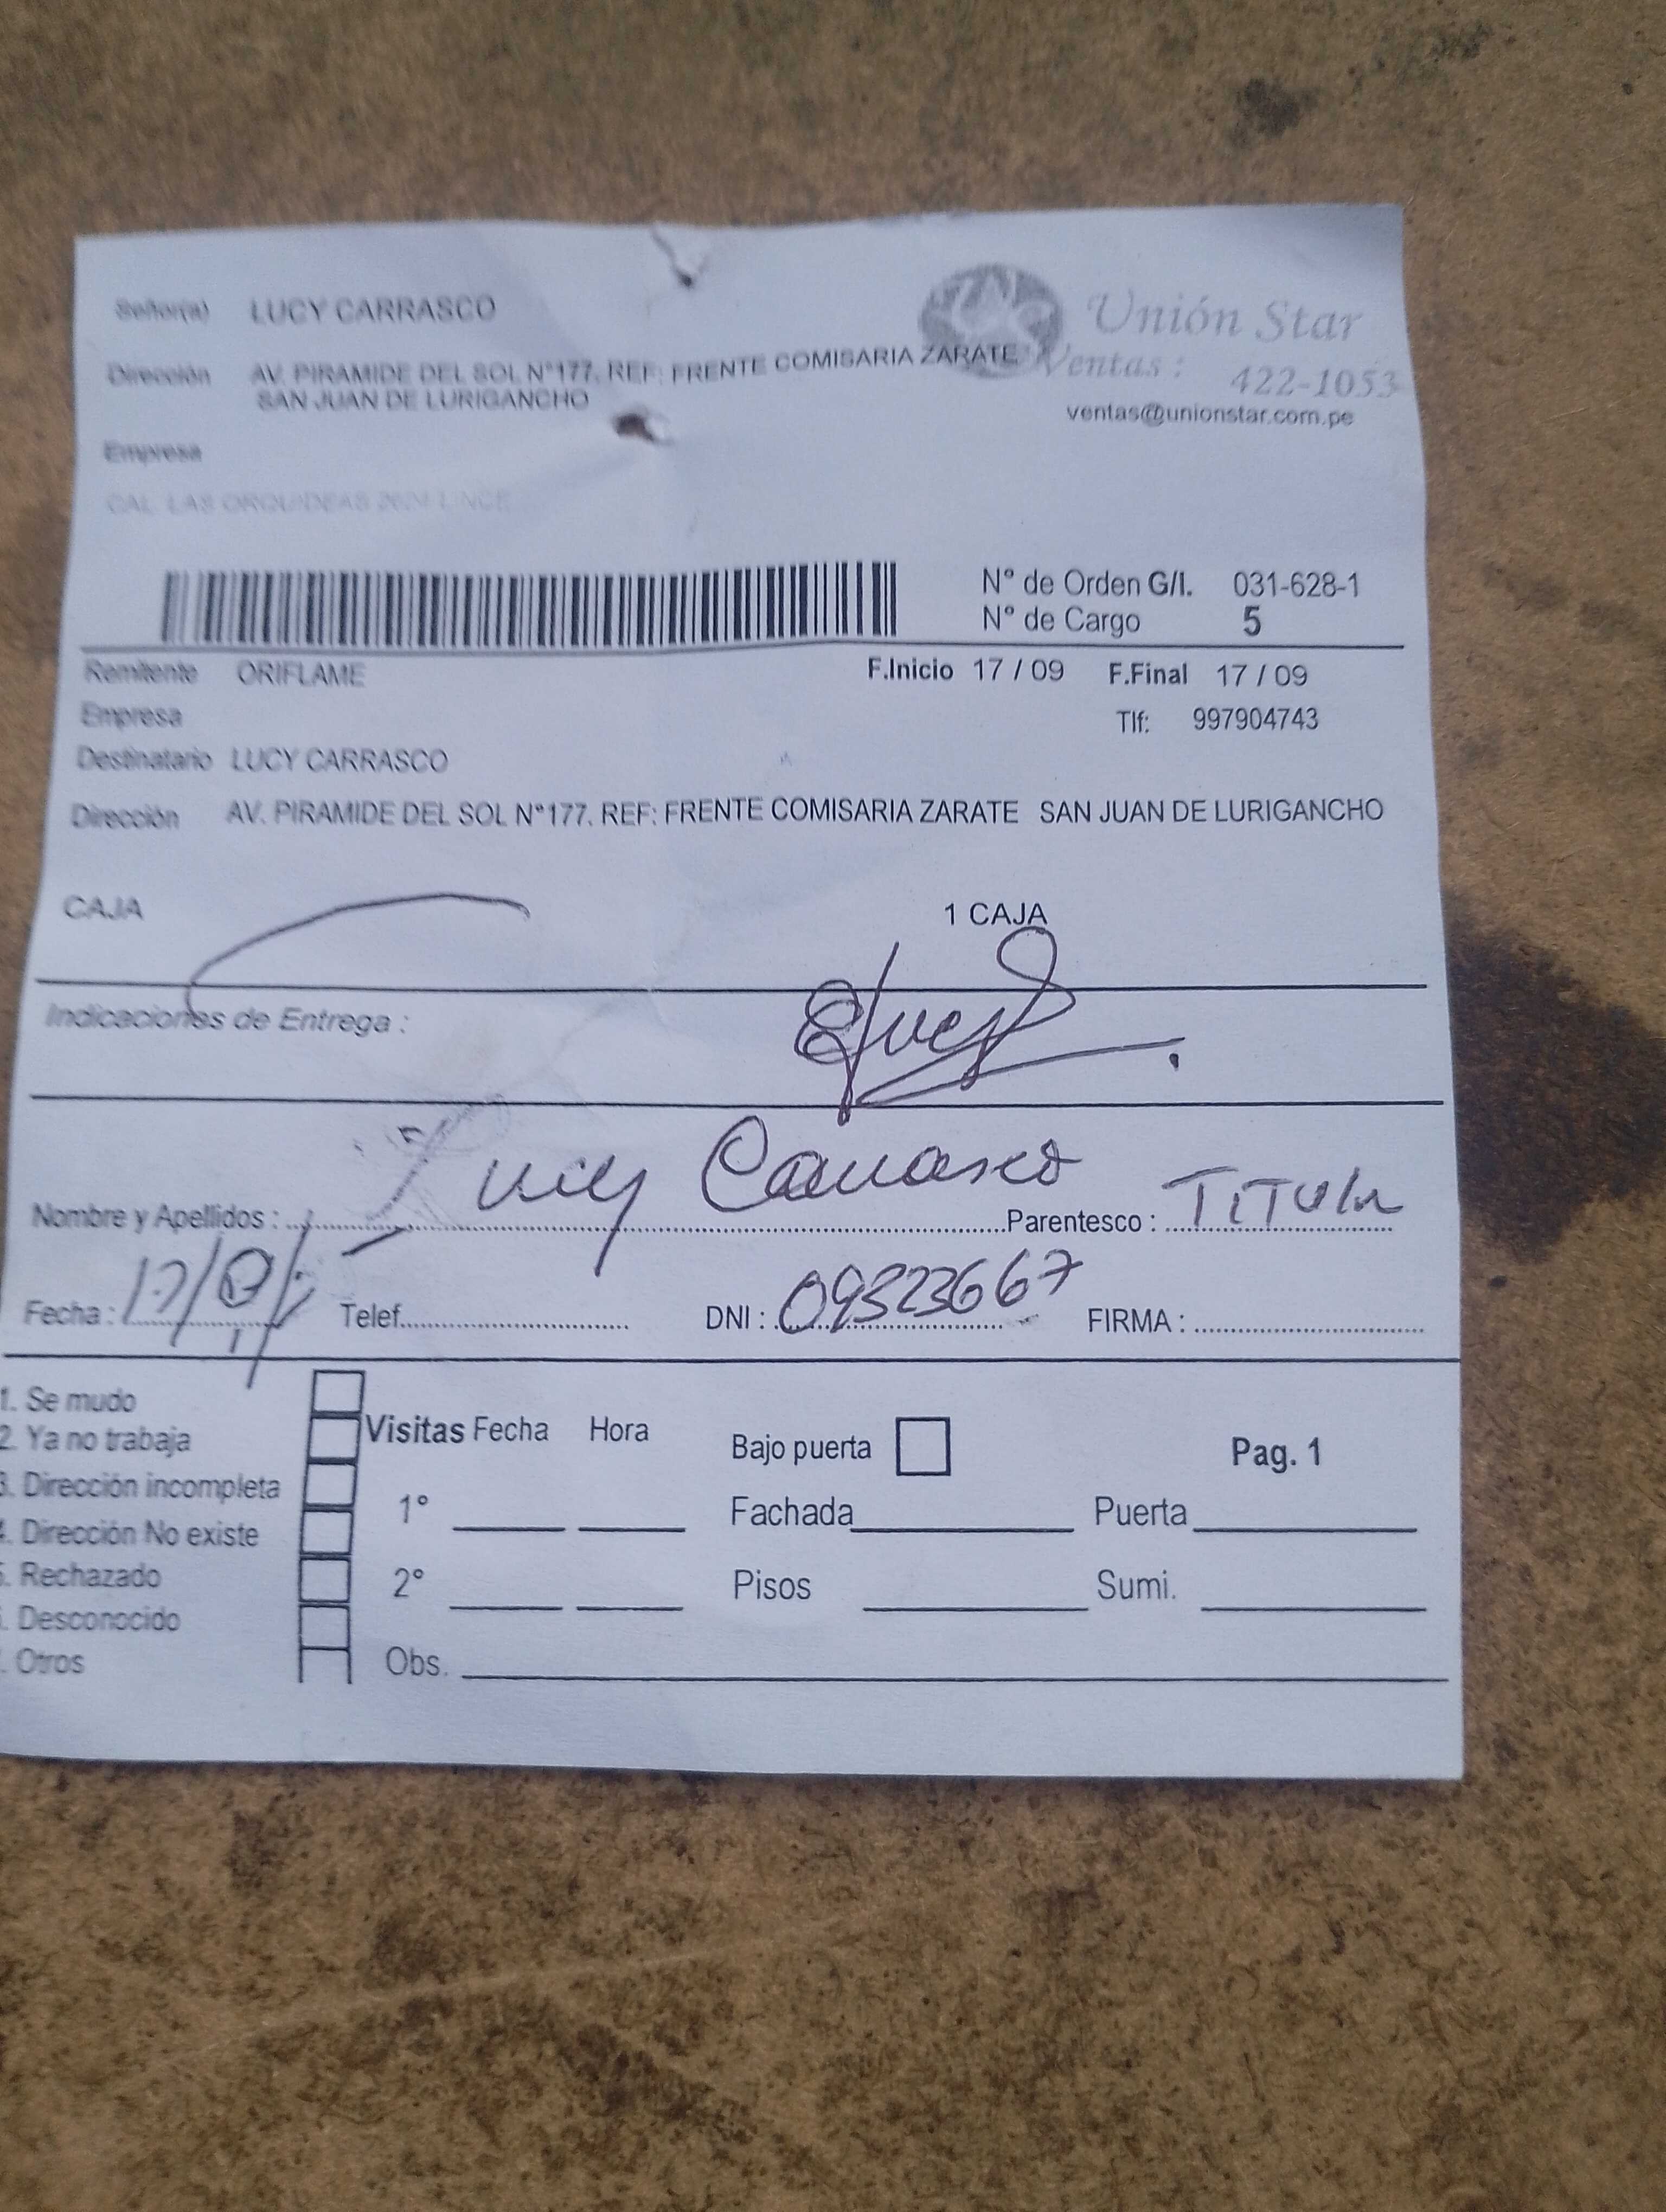 Señor(a) LUCY CARRASCO
Unión Star
Dirección AV. PIRAMIDE DEL SOL N°177. REF: FRENTE COMISARIA ZARATE
SAN JUAN DE LURIGANCHO
Ventas : 422-1053
ventas@unionstar.com.pe
Empresa
CAL. LAS ORQUIDEAS LINCE
N° de Orden G/I. 031-628-1
N° de Cargo 5
Remitente ORIFLAME F.Inicio 17 / 09 F.Final 17 / 09
Empresa Tlf: 997904743
Destinatario LUCY CARRASCO
Dirección AV. PIRAMIDE DEL SOL N°177. REF: FRENTE COMISARIA ZARATE SAN JUAN DE LURIGANCHO
CAJA 1 CAJA
Indicaciones de Entrega :
Nombre y Apellidos : Lucy Carrasco Parentesco : TITULR
Fecha : Telef. DNI : 09323667 FIRMA :
1. Se mudo
2. Ya no trabaja
3. Dirección incompleta
4. Dirección No existe
5. Rechazado
. Desconocido
. Otros
Visitas Fecha Hora
1°
2°
Obs.
Bajo puerta Pag. 1
Fachada Puerta
Pisos Sumi.